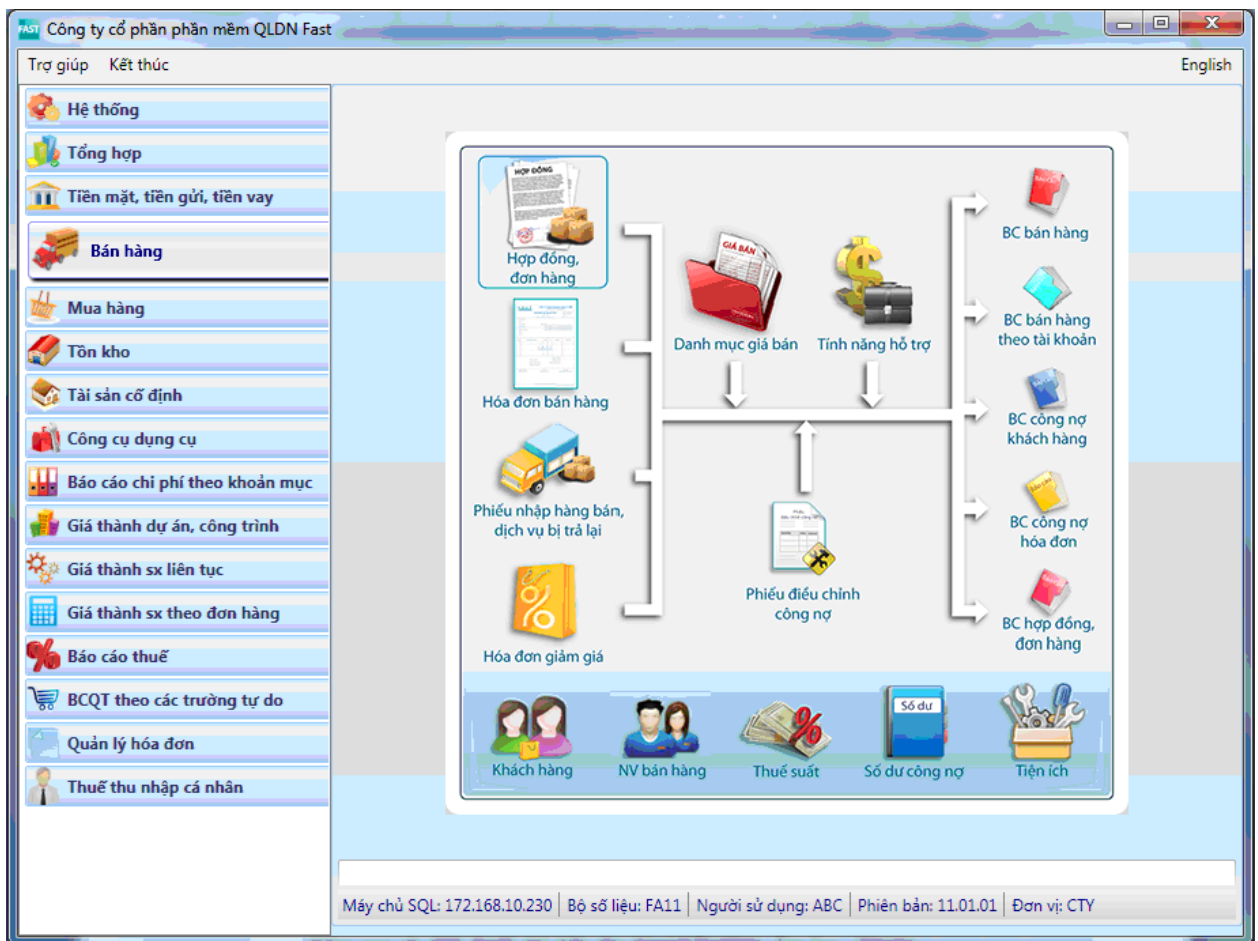 FAST Công ty cổ phần phần mềm QLDN Fast
Trợ giúp Kết thúc English
Hệ thống
Tổng hợp
Tiền mặt, tiền gửi, tiền vay
Bán hàng
Mua hàng
Tồn kho
Tài sản cố định
Công cụ dụng cụ
Báo cáo chi phí theo khoản mục
Giá thành dự án, công trình
Giá thành sx liên tục
Giá thành sx theo đơn hàng
Báo cáo thuế
BCQT theo các trường tự do
Quản lý hóa đơn
Thuế thu nhập cá nhân
HỢP ĐỒNG
Hợp đồng,
đơn hàng
Hóa đơn bán hàng
Phiếu nhập hàng bán,
dịch vụ bị trả lại
Hóa đơn giảm giá
GIÁ BÁN
Danh mục giá bán
Tính năng hỗ trợ
Phiếu
điều chỉnh công nợ
Phiếu điều chỉnh
công nợ
BC bán hàng
BC bán hàng
theo tài khoản
BC công nợ
khách hàng
BC công nợ
hóa đơn
BC hợp đồng,
đơn hàng
Khách hàng
NV bán hàng
Thuế suất
Số dư
Số dư công nợ
Tiện ích
Máy chủ SQL: 172.168.10.230 Bộ số liệu: FA11 Người sử dụng: ABC Phiên bản: 11.01.01 Đơn vị: CTY